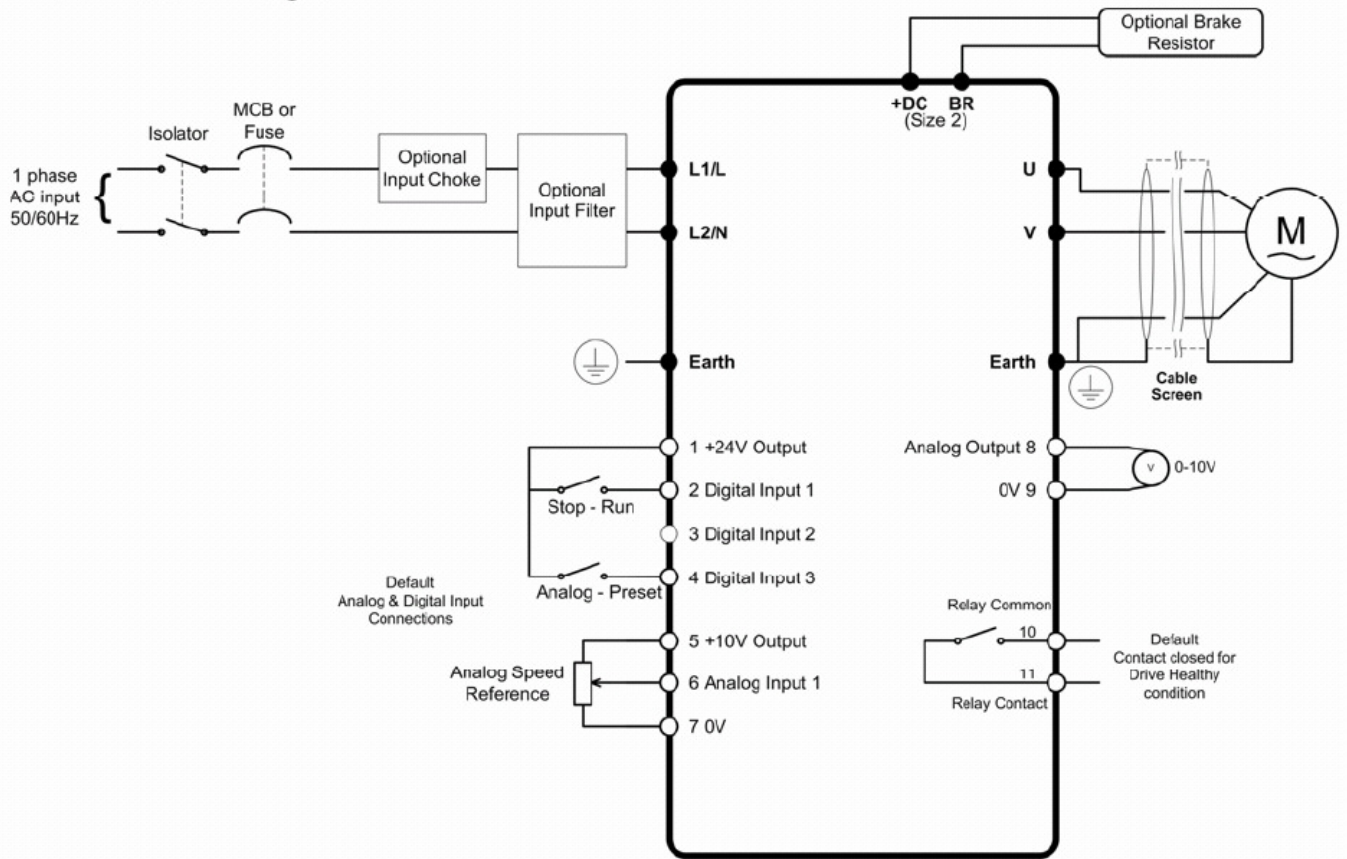 Optional Brake
Resistor
+DC BR
(Size 2)
Isolator
MCB or
Fuse
1 phase
AC input
50/60Hz
{
Optional
Input Choke
Optional
Input Filter
L1/L
L2/N
Earth
U
V
Earth
M
Cable
Screen
1 +24V Output
2 Digital Input 1
3 Digital Input 2
4 Digital Input 3
Stop - Run
Analog - Preset
Default
Analog & Digital Input
Connections
5 +10V Output
6 Analog Input 1
7 0V
Analog Speed
Reference
Analog Output 8
0V 9
V
0-10V
Relay Common
10
11
Relay Contact
Default
Contact closed for
Drive Healthy
condition